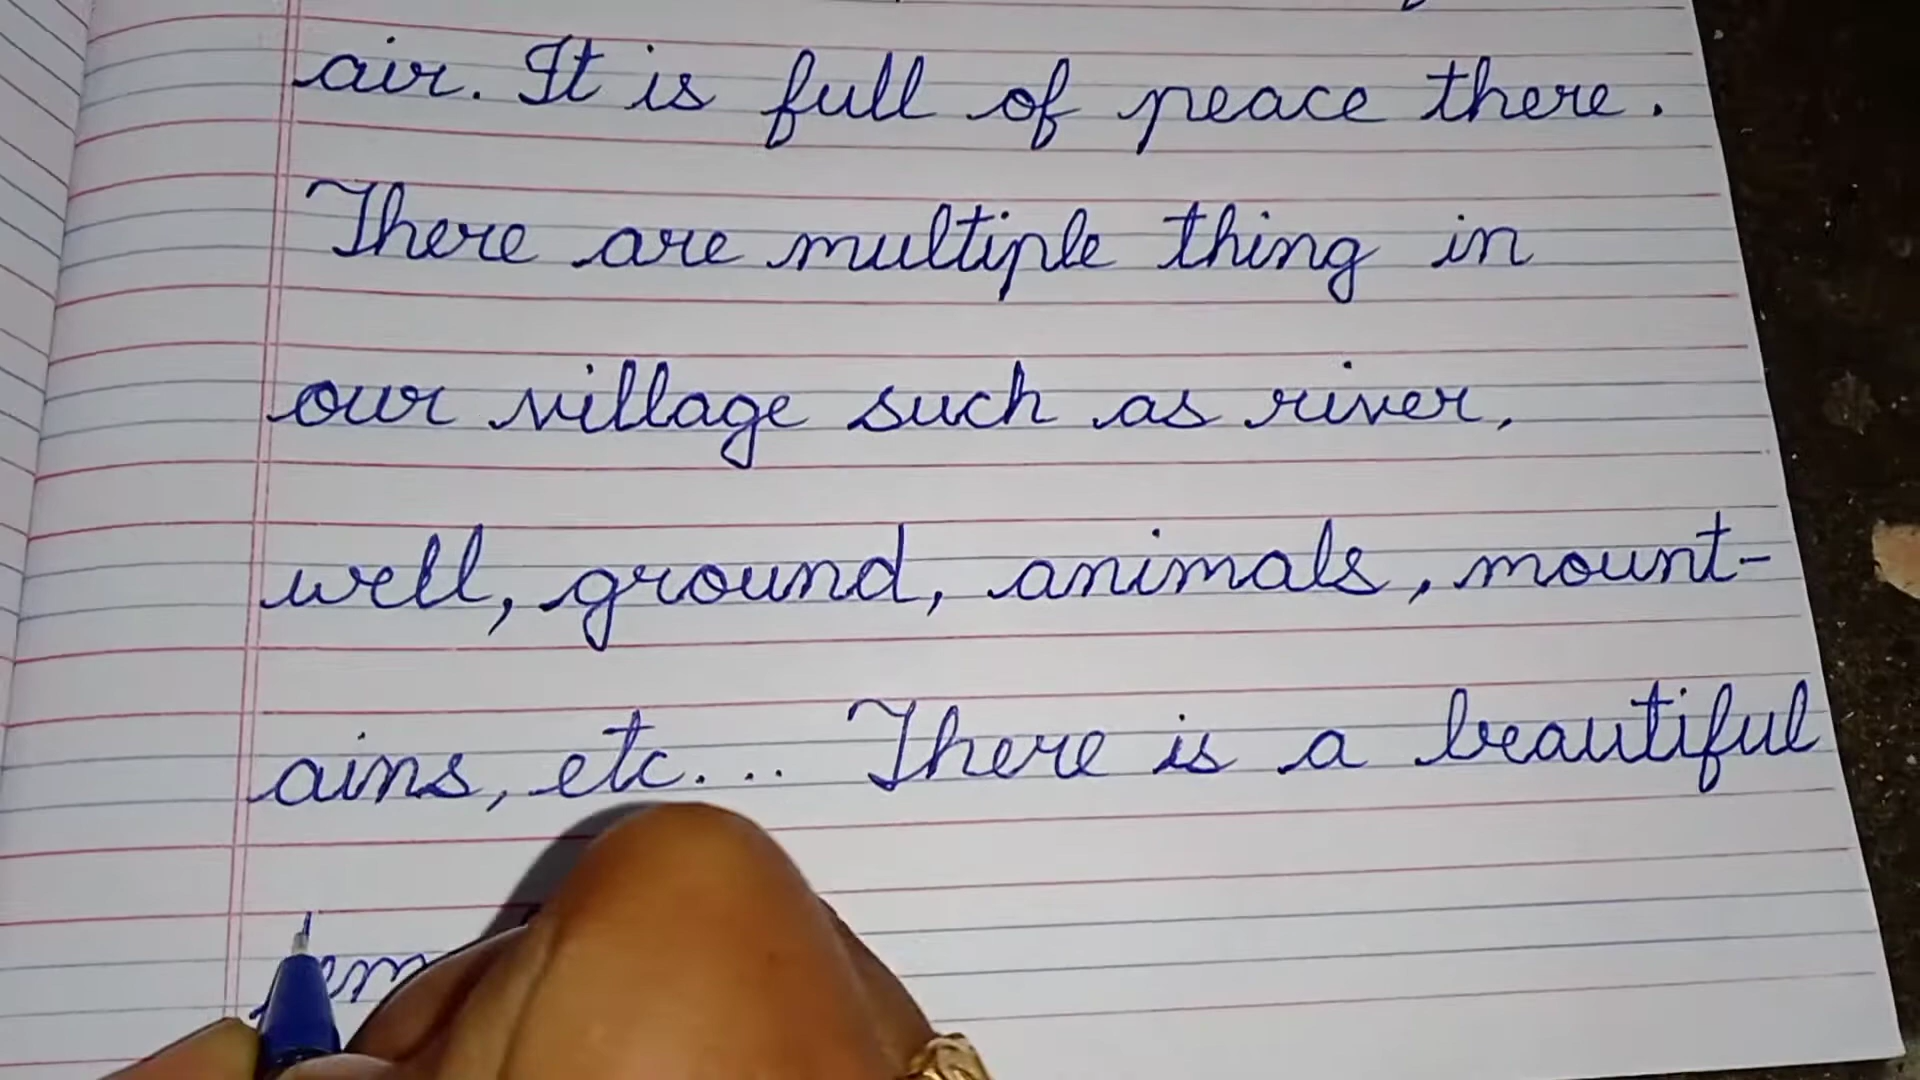 air. It is full of peace there.
There are multiple thing in
our village such as river,
well, ground, animals, mount-
ains, etc... There is a beautiful